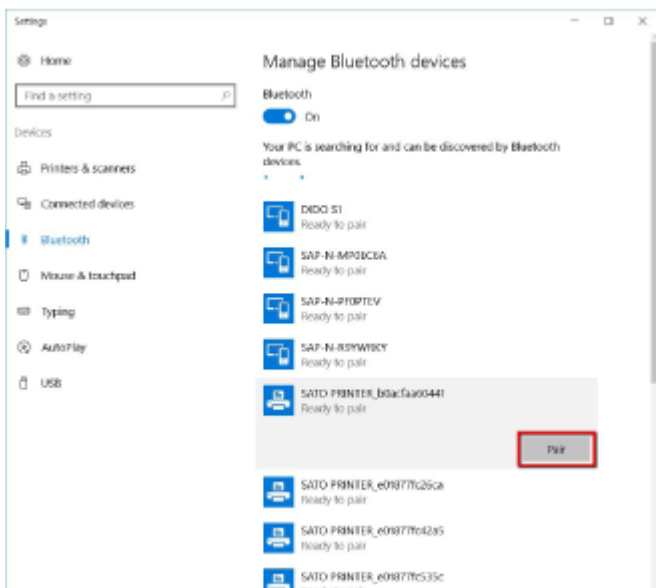 Settings
Home
Find a setting
Devices
Printers & scanners
Connected devices
Bluetooth
Mouse & touchpad
Typing
AutoPlay
USB
Manage Bluetooth devices
Bluetooth
On
Your PC is searching for and can be discovered by Bluetooth
devices.
DIDO S1
Ready to pair
Ready to pair
Ready to pair
Ready to pair
SATO PRINTER_b0acfaa60441
Ready to pair
Pair
SATO PRINTER_e01877fc26ca
Ready to pair
SATO PRINTER_e01877fc42a5
Ready to pair
SATO PRINTER_e01877fc535c